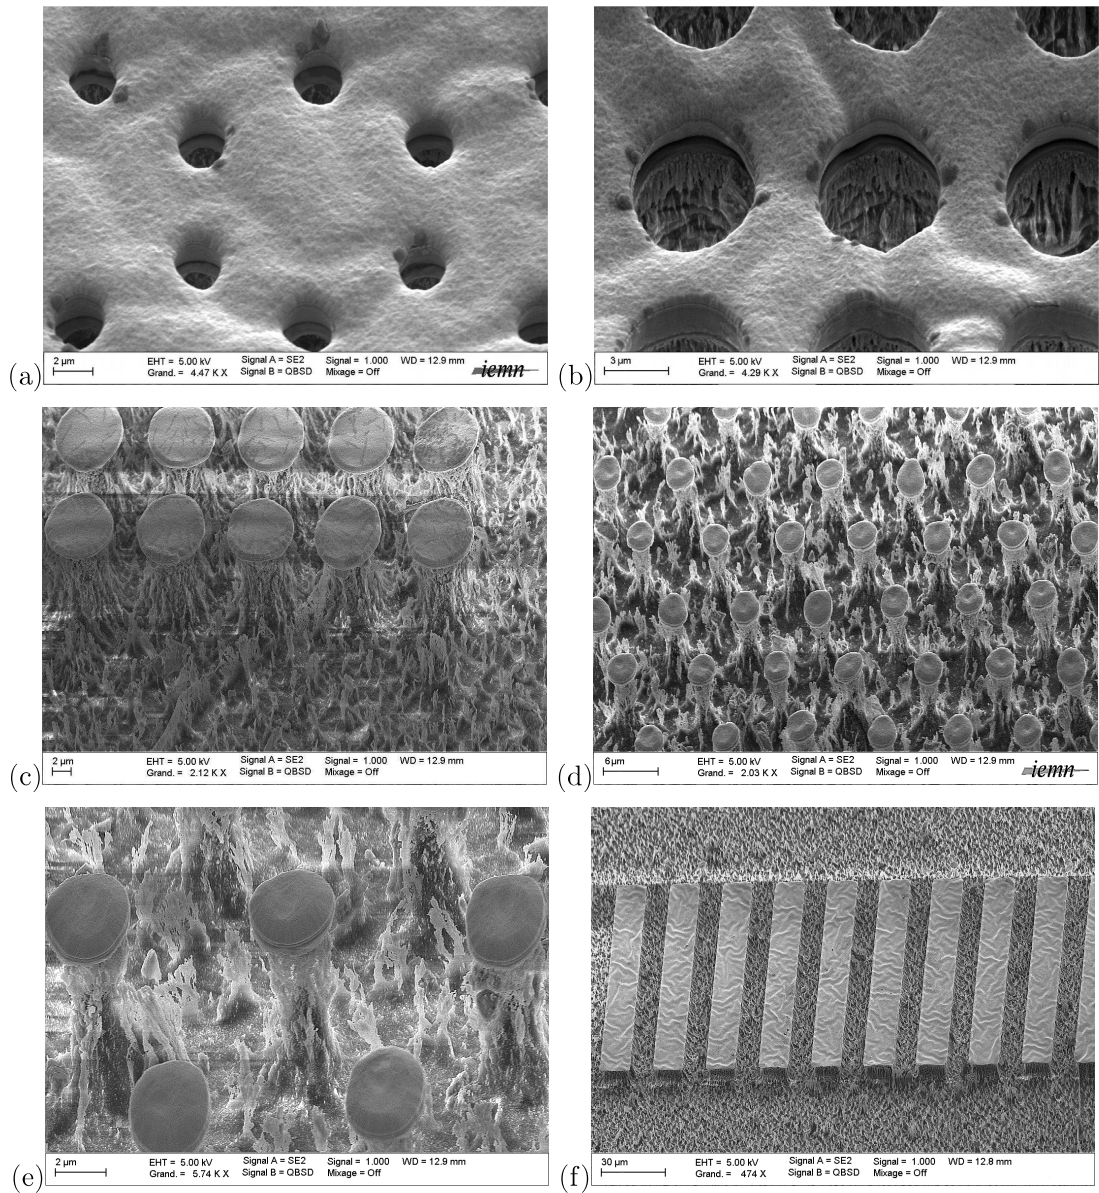 2 µm EHT = 5.00 kV Signal A = SE2 Signal = 1.000 WD = 12.9 mm
(a) Grand. = 4.47 K X Signal B = QBSD Mixage = Off iemn
3 µm EHT = 5.00 kV Signal A = SE2 Signal = 1.000 WD = 12.9 mm
(b) Grand. = 4.29 K X Signal B = QBSD Mixage = Off
2 µm EHT = 5.00 kV Signal A = SE2 Signal = 1.000 WD = 12.9 mm
(c) Grand. = 2.12 K X Signal B = QBSD Mixage = Off
6 µm EHT = 5.00 kV Signal A = SE2 Signal = 1.000 WD = 12.9 mm
(d) Grand. = 2.03 K X Signal B = QBSD Mixage = Off iemn
2 µm EHT = 5.00 kV Signal A = SE2 Signal = 1.000 WD = 12.9 mm
(e) Grand. = 5.74 K X Signal B = QBSD Mixage = Off
30 µm EHT = 5.00 kV Signal A = SE2 Signal = 1.000 WD = 12.8 mm
(f) Grand. = 474 X Signal B = QBSD Mixage = Off